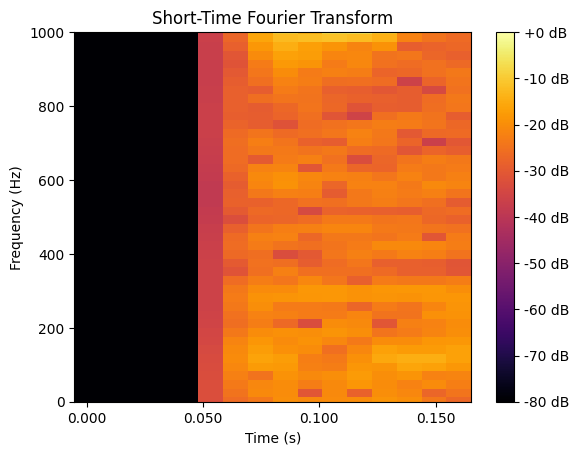 Short-Time Fourier Transform
Frequency (Hz)
1000
800
600
400
200
0
0.000
0.050
0.100
0.150
Time (s)
+0 dB
-10 dB
-20 dB
-30 dB
-40 dB
-50 dB
-60 dB
-70 dB
-80 dB